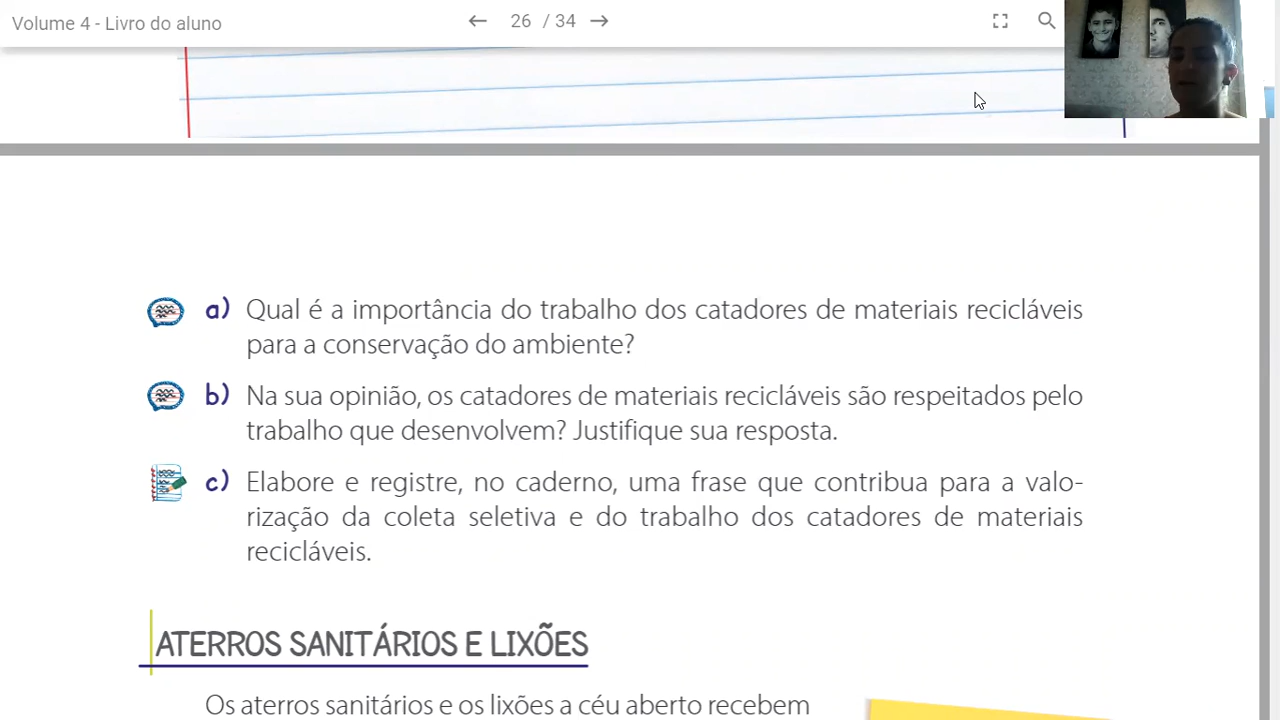 Volume 4 - Livro do aluno
26 / 34
a) Qual é a importância do trabalho dos catadores de materiais recicláveis
para a conservação do ambiente?
b) Na sua opinião, os catadores de materiais recicláveis são respeitados pelo
trabalho que desenvolvem? Justifique sua resposta.
c) Elabore e registre, no caderno, uma frase que contribua para a valo-
rização da coleta seletiva e do trabalho dos catadores de materiais
recicláveis.
ATERROS SANITÁRIOS E LIXÕES
Os aterros sanitários e os lixões a céu aberto recebem